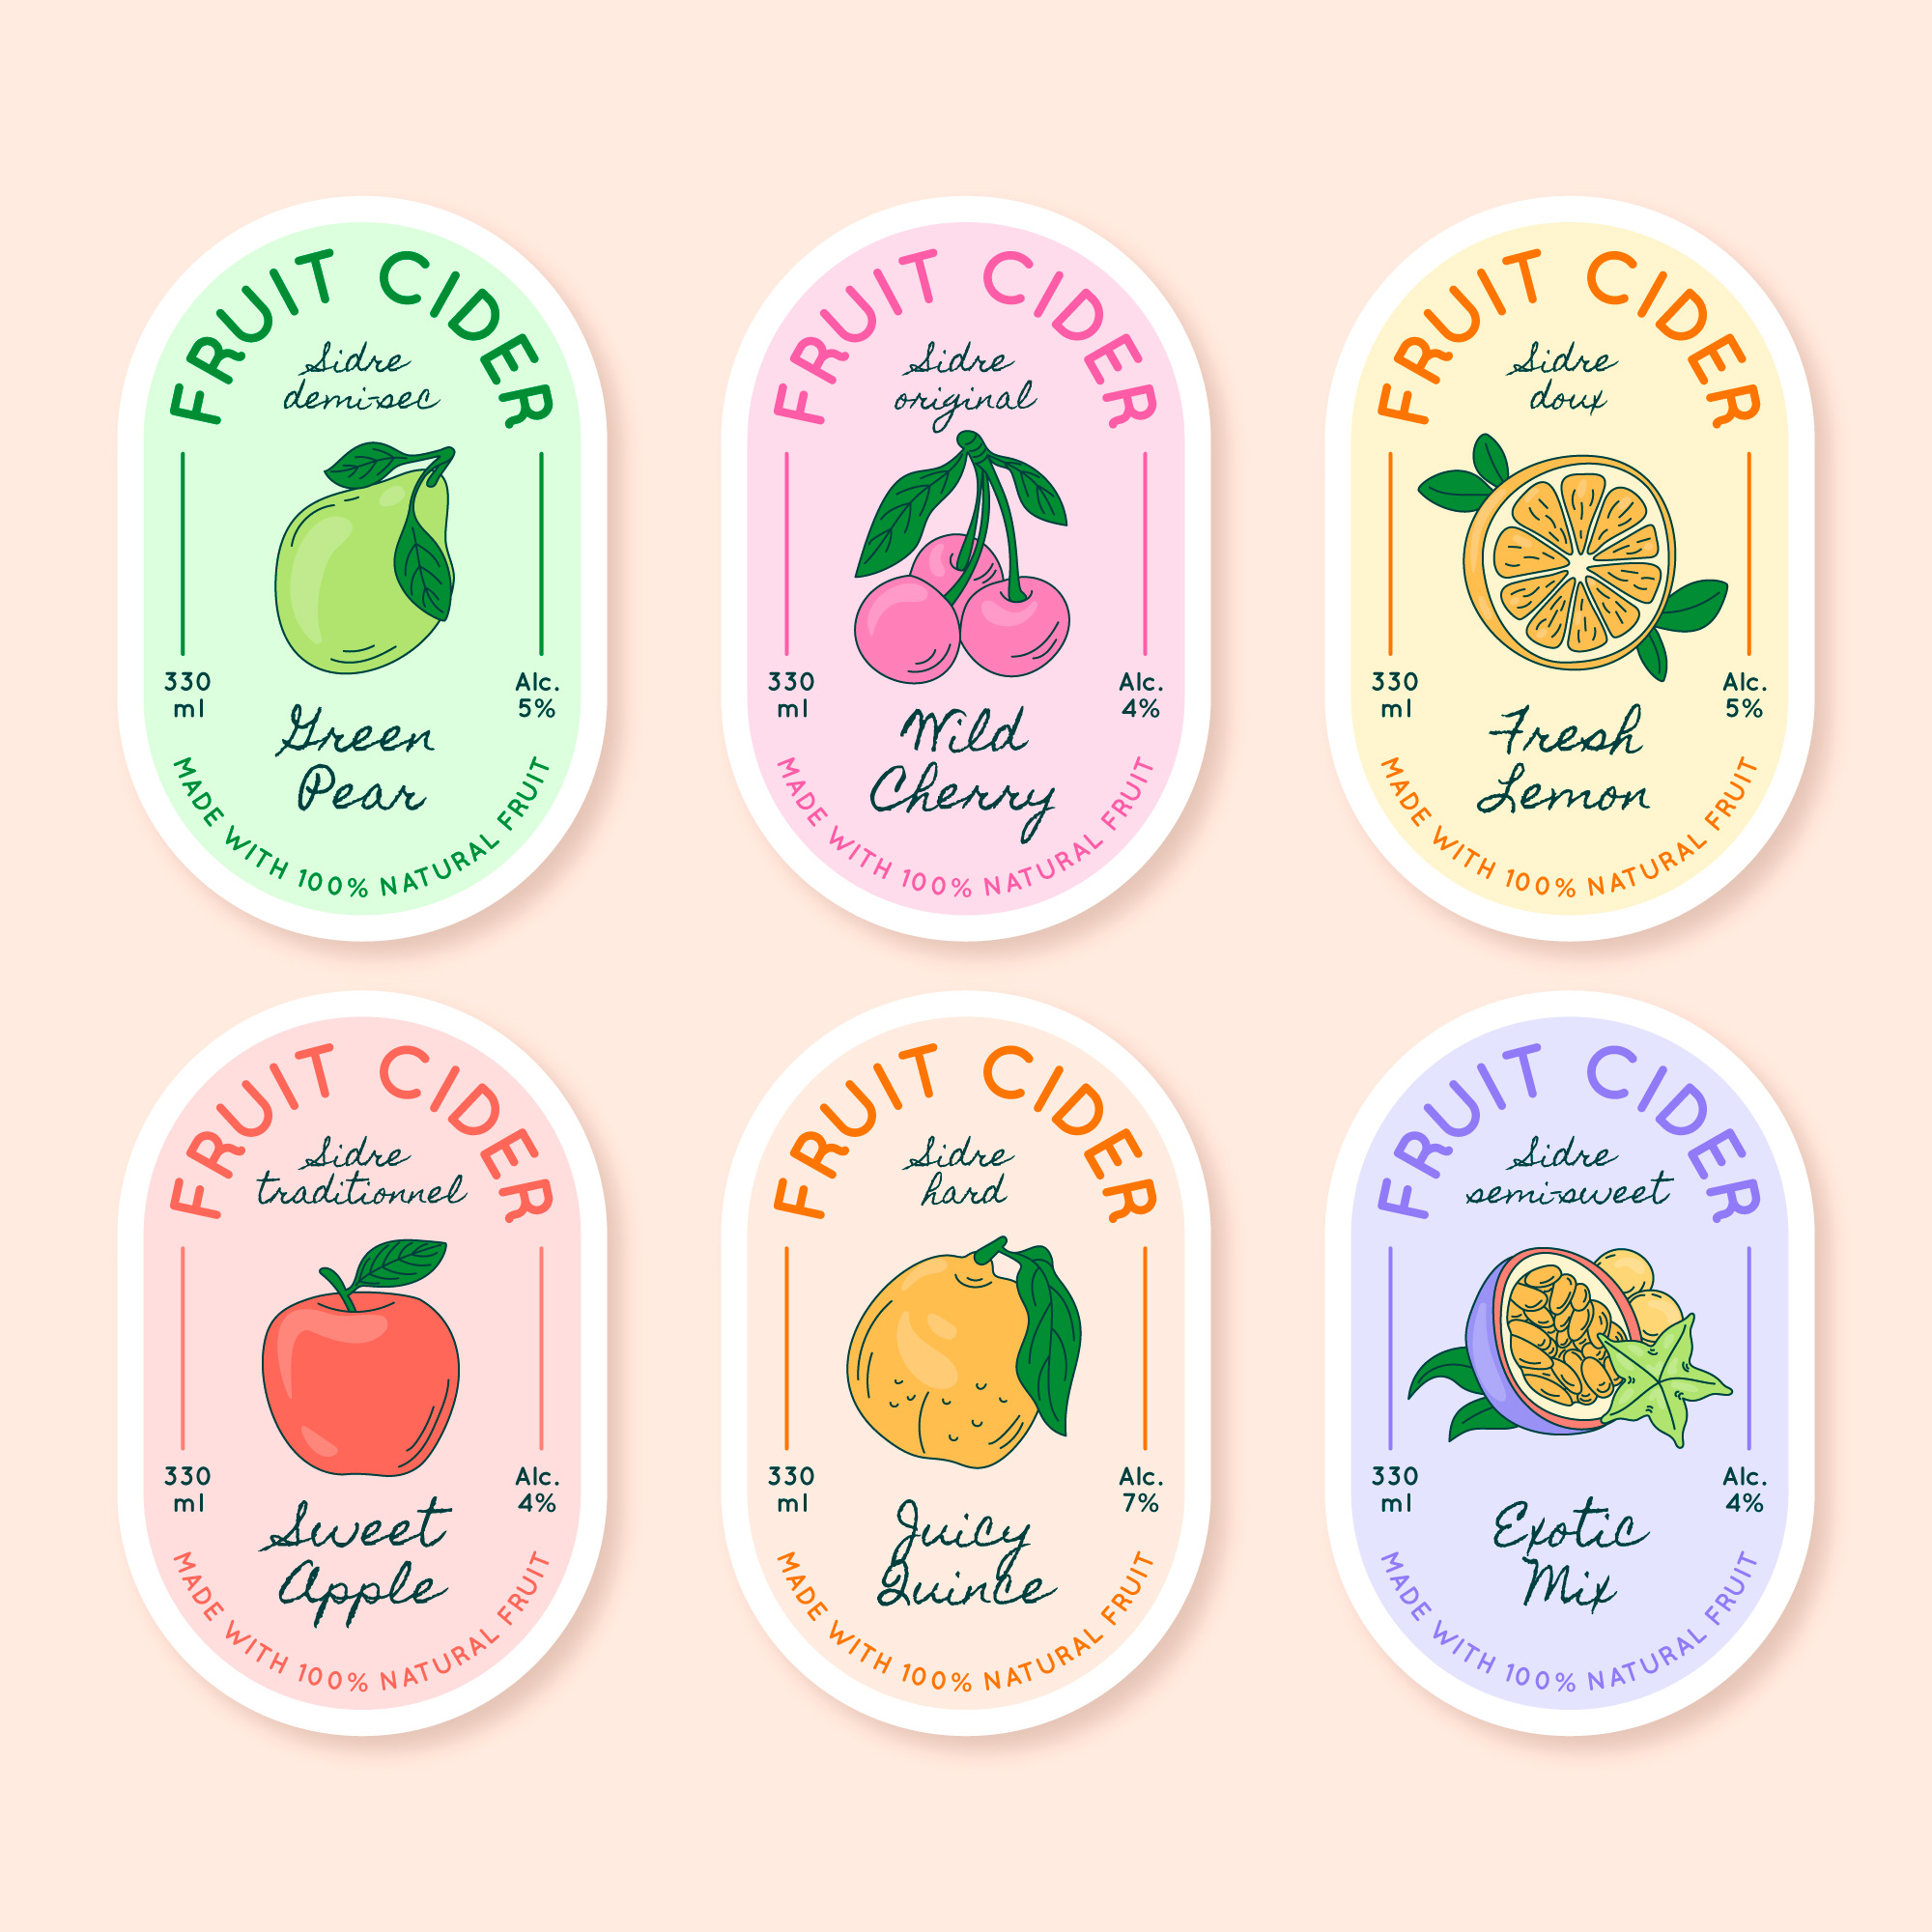 FRUIT CIDER
Sidre
demi-sec
330
ml
Alc.
5%
Green
Pear
MADE WITH 100% NATURAL FRUIT
FRUIT CIDER
Sidre
original
330
ml
Alc.
4%
Wild
Cherry
MADE WITH 100% NATURAL FRUIT
FRUIT CIDER
Sidre
doux
330
ml
Alc.
5%
Fresh
Lemon
MADE WITH 100% NATURAL FRUIT
FRUIT CIDER
Sidre
traditionnel
330
ml
Alc.
4%
Sweet
Apple
MADE WITH 100% NATURAL FRUIT
FRUIT CIDER
Sidre
hard
330
ml
Alc.
7%
Juicy
Quince
MADE WITH 100% NATURAL FRUIT
FRUIT CIDER
Sidre
semi-sweet
330
ml
Alc.
4%
Exotic
Mix
MADE WITH 100% NATURAL FRUIT